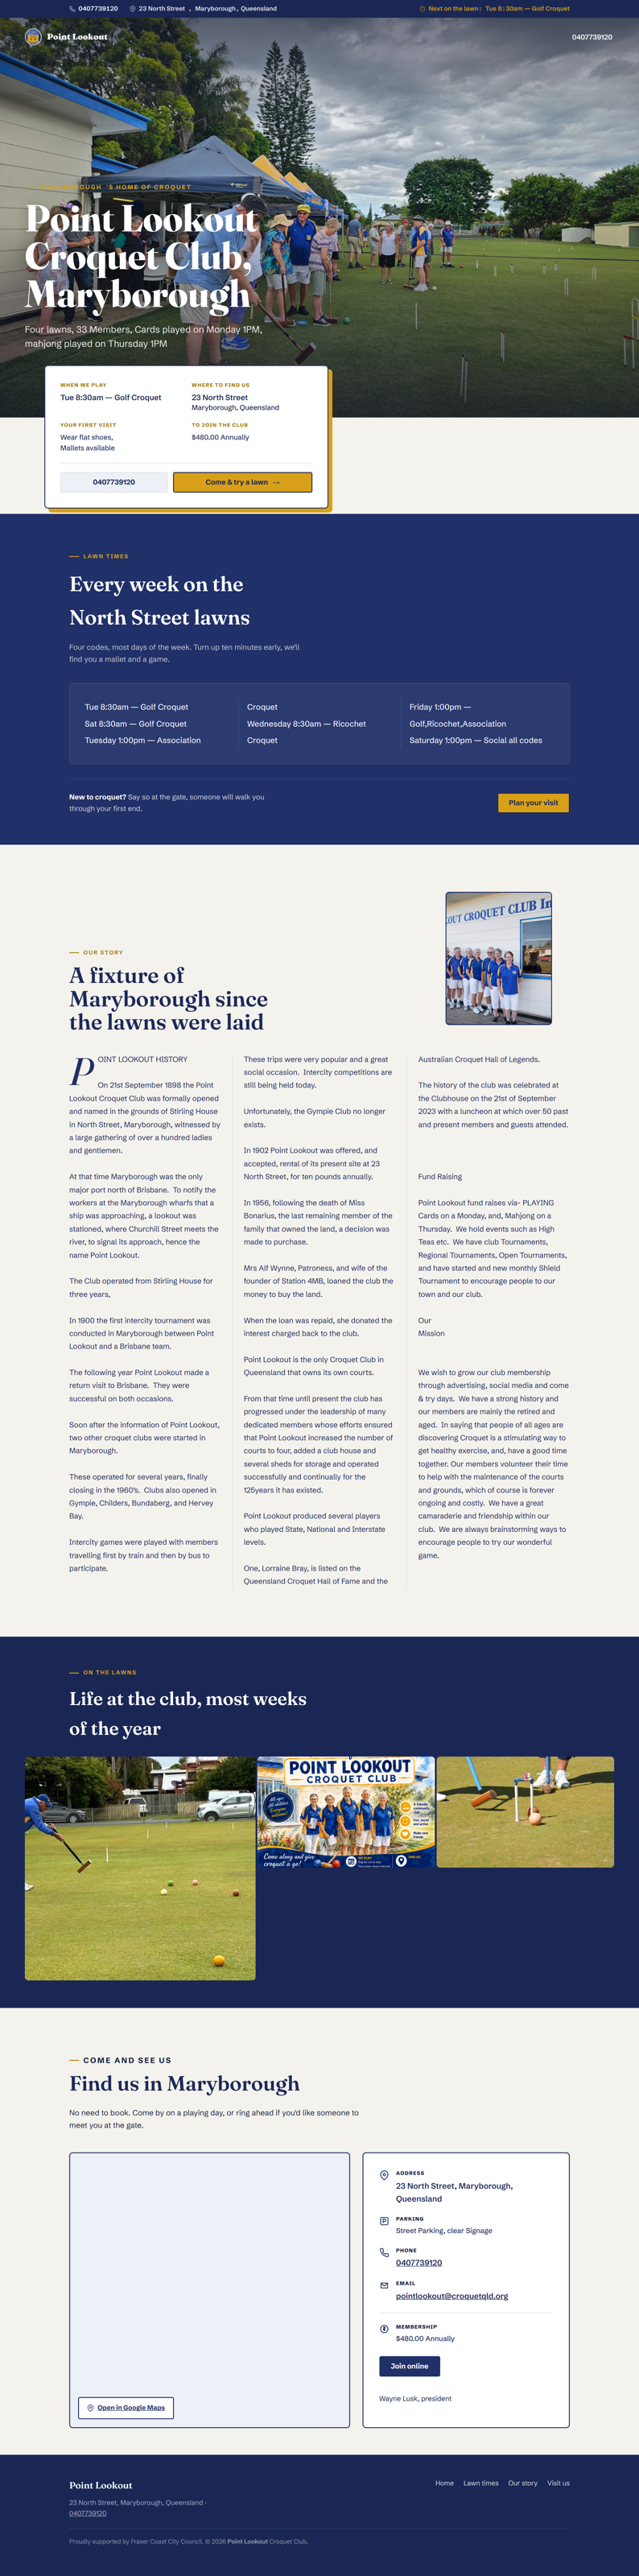 0407739120
23 North Street , Maryborough, Queensland
Next on the lawn: Tue 8:30am — Golf Croquet
Point Lookout
0407739120
'S HOME OF CROQUET
Point Lookout
Croquet Club,
Maryborough
Four lawns, 33 Members, Cards played on Monday 1PM,
mahjong played on Thursday 1PM
WHEN WE PLAY
Tue 8:30am — Golf Croquet
WHERE TO FIND US
23 North Street
Maryborough, Queensland
YOUR FIRST VISIT
Wear flat shoes,
Mallets available
TO JOIN THE CLUB
$480.00 Annually
0407739120
Come & try a lawn →
LAWN TIMES
Every week on the
North Street lawns
Four codes, most days of the week. Turn up ten minutes early, we'll
find you a mallet and a game.
Tue 8:30am — Golf Croquet
Sat 8:30am — Golf Croquet
Tuesday 1:00pm — Association
Croquet
Wednesday 8:30am — Ricochet
Croquet
Friday 1:00pm —
Golf,Ricochet,Association
Saturday 1:00pm — Social all codes
New to croquet? Say so at the gate, someone will walk you
through your first end.
Plan your visit
OUT CROQUET CLUB In
OUR STORY
A fixture of
Maryborough since
the lawns were laid
POINT LOOKOUT HISTORY
On 21st September 1898 the Point
Lookout Croquet Club was formally opened
and named in the grounds of Stirling House
in North Street, Maryborough, witnessed by
a large gathering of over a hundred ladies
and gentlemen.
At that time Maryborough was the only
major port north of Brisbane. To notify the
workers at the Maryborough wharfs that a
ship was approaching, a lookout was
stationed, where Churchill Street meets the
river, to signal its approach, hence the
name Point Lookout.
The Club operated from Stirling House for
three years,
In 1900 the first intercity tournament was
conducted in Maryborough between Point
Lookout and a Brisbane team.
The following year Point Lookout made a
return visit to Brisbane. They were
successful on both occasions.
Soon after the information of Point Lookout,
two other croquet clubs were started in
Maryborough.
These operated for several years, finally
closing in the 1960's. Clubs also opened in
Gympie, Childers, Bundaberg, and Hervey
Bay.
Intercity games were played with members
travelling first by train and then by bus to
participate.
These trips were very popular and a great
social occasion. Intercity competitions are
still being held today.
Unfortunately, the Gympie Club no longer
exists.
In 1902 Point Lookout was offered, and
accepted, rental of its present site at 23
North Street, for ten pounds annually.
In 1956, following the death of Miss
Bonarius, the last remaining member of the
family that owned the land, a decision was
made to purchase.
Mrs Alf Wynne, Patroness, and wife of the
founder of Station 4MB, loaned the club the
money to buy the land.
When the loan was repaid, she donated the
interest charged back to the club.
Point Lookout is the only Croquet Club in
Queensland that owns its own courts.
From that time until present the club has
progressed under the leadership of many
dedicated members whose efforts ensured
that Point Lookout increased the number of
courts to four, added a club house and
several sheds for storage and operated
successfully and continually for the
125years it has existed.
Point Lookout produced several players
who played State, National and Interstate
levels.
One, Lorraine Bray, is listed on the
Queensland Croquet Hall of Fame and the
Australian Croquet Hall of Legends.
The history of the club was celebrated at
the Clubhouse on the 21st of September
2023 with a luncheon at which over 50 past
and present members and guests attended.
Fund Raising
Point Lookout fund raises via- PLAYING
Cards on a Monday, and, Mahjong on a
Thursday. We hold events such as High
Teas etc. We have club Tournaments,
Regional Tournaments, Open Tournaments,
and have started and new monthly Shield
Tournament to encourage people to our
town and our club.
Our
Mission
We wish to grow our club membership
through advertising, social media and come
& try days. We have a strong history and
our members are mainly the retired and
aged. In saying that people of all ages are
discovering Croquet is a stimulating way to
get healthy exercise, and, have a good time
together. Our members volunteer their time
to help with the maintenance of the courts
and grounds, which of course is forever
ongoing and costly. We have a great
camaraderie and friendship within our
club. We are always brainstorming ways to
encourage people to try our wonderful
game.
ON THE LAWNS
Life at the club, most weeks
of the year
POINT LOOKOUT
CROQUET CLUB
Come along and give
croquet a go!
COME AND SEE US
Find us in Maryborough
No need to book. Come by on a playing day, or ring ahead if you'd like someone to
meet you at the gate.
Open in Google Maps
ADDRESS
23 North Street, Maryborough,
Queensland
PARKING
Street Parking, clear Signage
PHONE
0407739120
EMAIL
pointlookout@croquetqld.org
MEMBERSHIP
$480.00 Annually
Join online
Wayne Lusk, president
Point Lookout
23 North Street, Maryborough, Queensland ·
0407739120
Home Lawn times Our story Visit us
Proudly supported by Fraser Coast City Council. © 2026 Point Lookout Croquet Club.